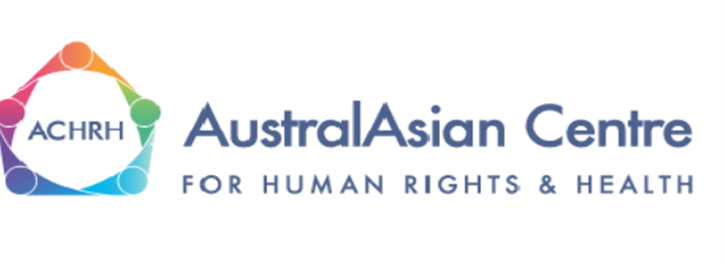 ACHRH
AustralAsian Centre
FOR HUMAN RIGHTS & HEALTH